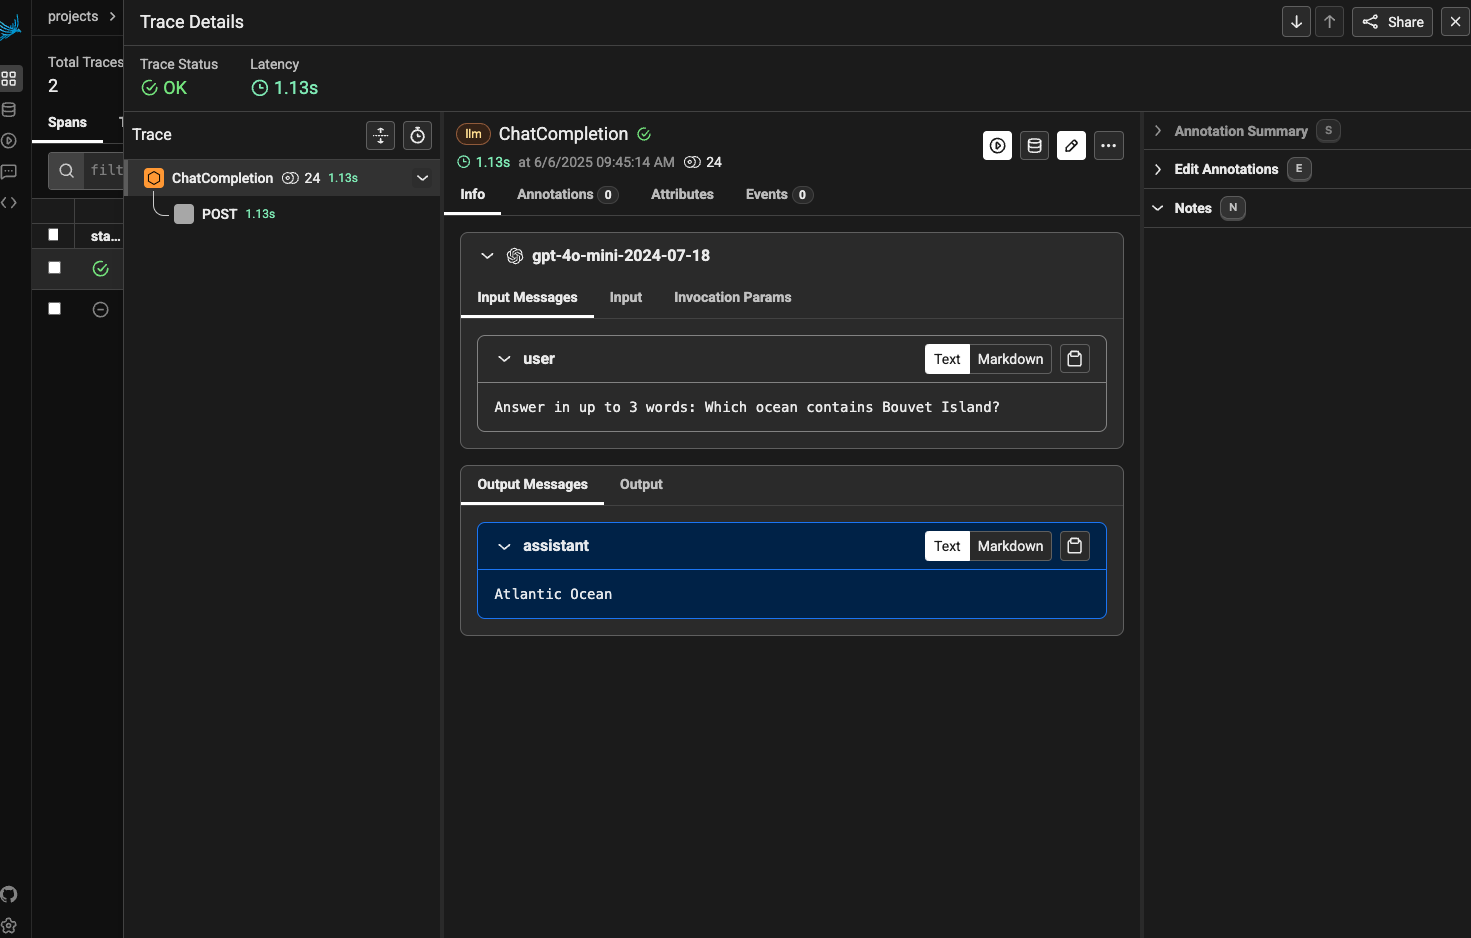 projects
Trace Details
Share
Total Traces
2
Trace Status
OK
Latency
1.13s
Spans
T
filt
sta...
Trace
ChatCompletion 24 1.13s
POST 1.13s
llm ChatCompletion
1.13s at 6/6/2025 09:45:14 AM 24
Info Annotations 0 Attributes Events 0
gpt-4o-mini-2024-07-18
Input Messages Input Invocation Params
user
Text Markdown
Answer in up to 3 words: Which ocean contains Bouvet Island?
Output Messages Output
assistant
Text Markdown
Atlantic Ocean
Annotation Summary S
Edit Annotations E
Notes N